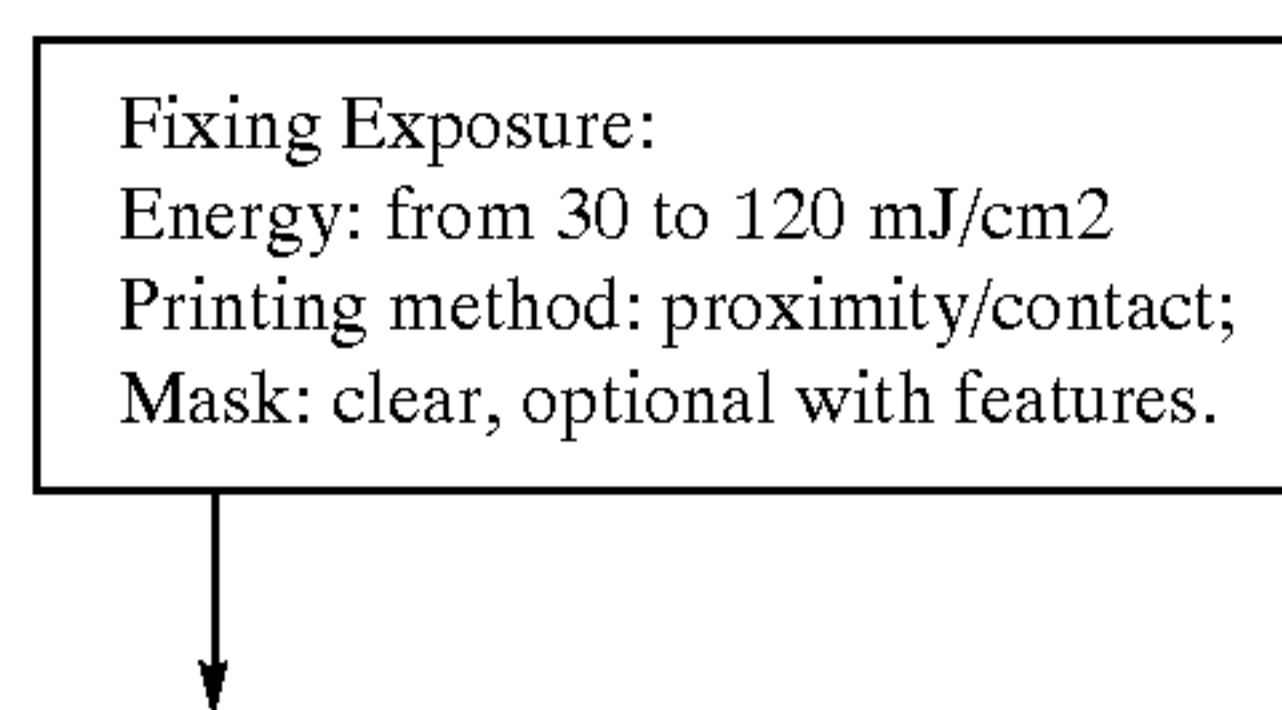 Fixing Exposure:
Energy: from 30 to 120 mJ/cm2
Printing method: proximity/contact;
Mask: clear, optional with features.